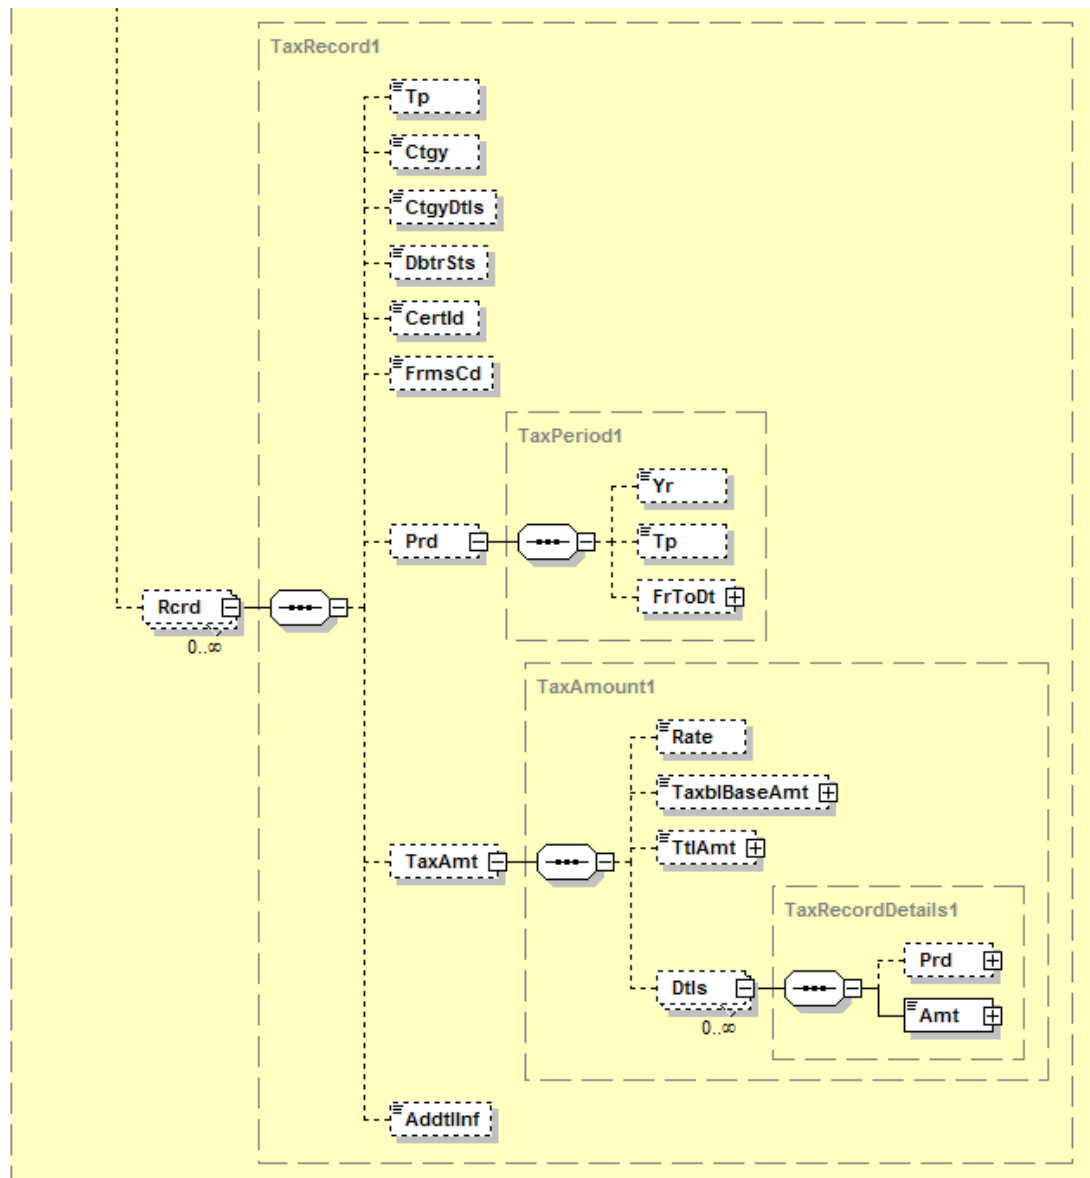 TaxRecord1
Tp
Ctgy
CtgyDtls
DbtrSts
CertId
FrmsCd
TaxPeriod1
Yr
Prd
Tp
FrToDt
Rcrd
0..∞
TaxAmount1
Rate
TaxblBaseAmt
TtlAmt
TaxAmt
TaxRecordDetails1
Prd
Dtls
Amt
0..∞
AddtlInf